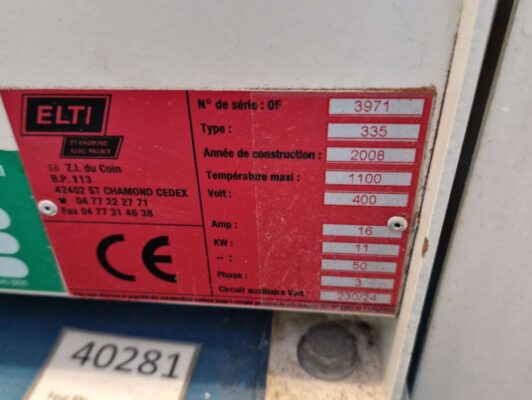 ELTI
ST CHAMOND
Z.I. du Coin
B.P. 113
42402 ST CHAMOND CEDEX
☎ 04 77 22 27 71
Fax 04 77 31 46 38
CE
N° de série : OF 3971
Type : 335
Année de construction : 2008
Température maxi : 1100
Volt : 400
Amp : 16
KW : 11
~ : 50
Phase : 3
Circuit auxiliaire Volt : 230/24
40281